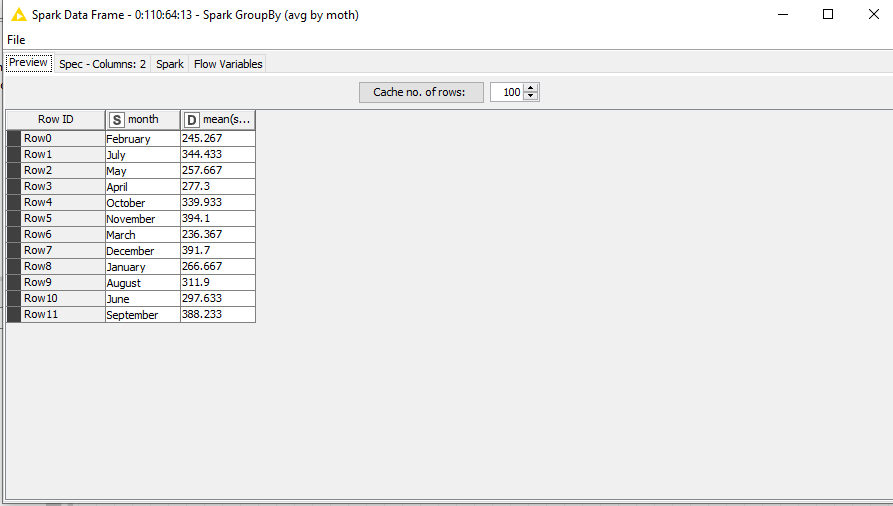 Spark Data Frame - 0:110:64:13 - Spark GroupBy (avg by moth)
File
Preview Spec - Columns: 2 Spark Flow Variables
Cache no. of rows: 100
Row ID S month D mean(s...
Row0 February 245.267
Row1 July 344.433
Row2 May 257.667
Row3 April 277.3
Row4 October 339.933
Row5 November 394.1
Row6 March 236.367
Row7 December 391.7
Row8 January 266.667
Row9 August 311.9
Row10 June 297.633
Row11 September 388.233